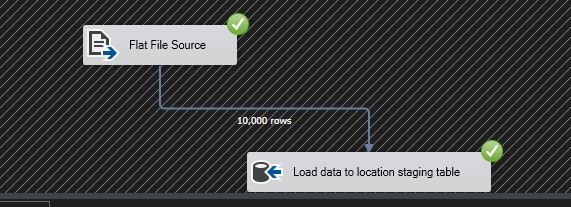 Flat File Source
10,000 rows
Load data to location staging table